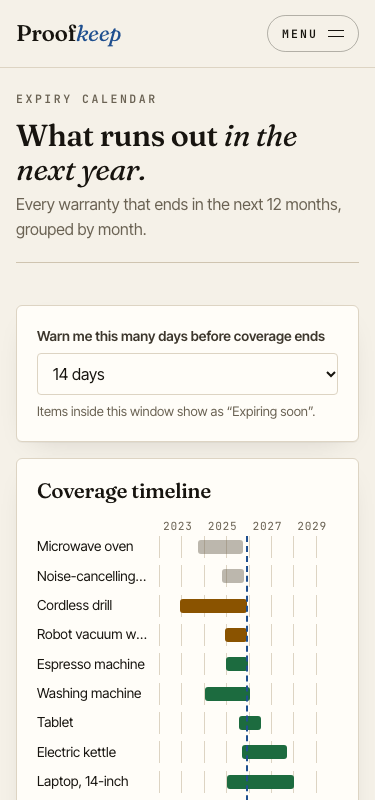 Proofkeep
MENU
EXPIRY CALENDAR
What runs out in the
next year.
Every warranty that ends in the next 12 months,
grouped by month.
Warn me this many days before coverage ends
14 days
Items inside this window show as “Expiring soon”.
Coverage timeline
2023 2025 2027 2029
Microwave oven
Noise-cancelling…
Cordless drill
Robot vacuum w…
Espresso machine
Washing machine
Tablet
Electric kettle
Laptop, 14-inch